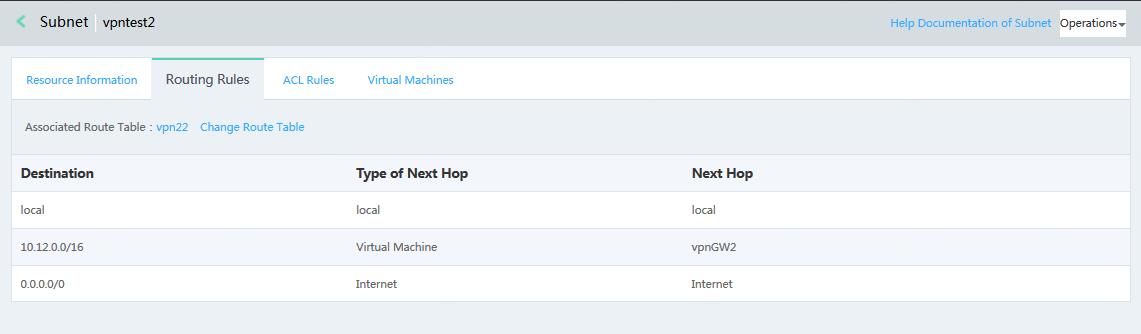 Subnet vpntest2 Help Documentation of Subnet Operations
Resource Information Routing Rules ACL Rules Virtual Machines
Associated Route Table : vpn22 Change Route Table
Destination Type of Next Hop Next Hop
local local local
10.12.0.0/16 Virtual Machine vpnGW2
0.0.0.0/0 Internet Internet